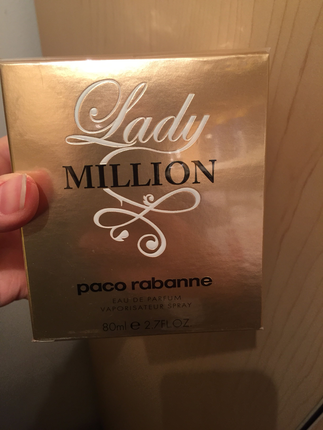 Lady
MILLION
paco rabanne
EAU DE PARFUM
VAPORISATEUR SPRAY
80ml e 2.7FL.OZ.